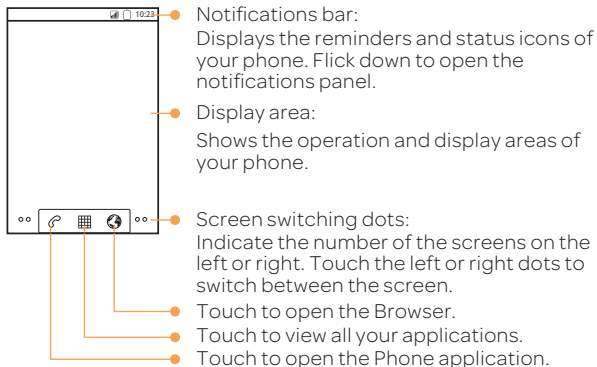 10:23
Notifications bar:
Displays the reminders and status icons of
your phone. Flick down to open the
notifications panel.
Display area:
Shows the operation and display areas of
your phone.
Screen switching dots:
Indicate the number of the screens on the
left or right. Touch the left or right dots to
switch between the screen.
Touch to open the Browser.
Touch to view all your applications.
Touch to open the Phone application.